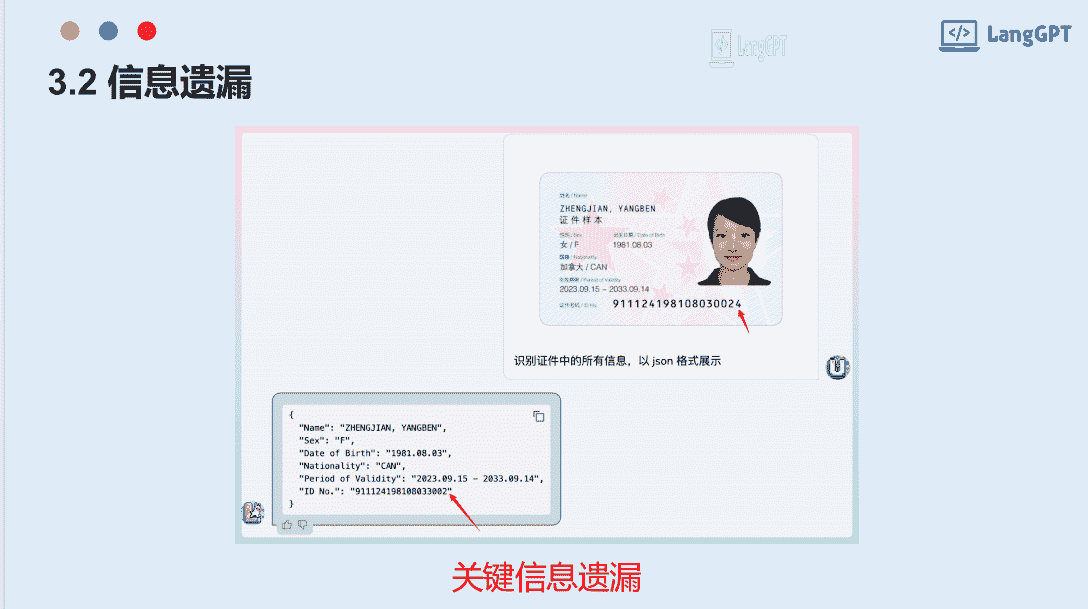 LangGPT
LangGPT
3.2 信息遗漏
姓名 / Name
ZHENGJIAN, YANGBEN
证件样本
性别 / Sex
出生日期 / Date of Birth
女 / F
1981.08.03
国籍 / Nationality
加拿大 / CAN
有效期限 / Period of Validity
2023.09.15 - 2033.09.14
证件号码 / ID No.
911124198108030024
识别证件中的所有信息，以 json 格式展示
{
"Name": "ZHENGJIAN, YANGBEN",
"Sex": "F",
"Date of Birth": "1981.08.03",
"Nationality": "CAN",
"Period of Validity": "2023.09.15 - 2033.09.14",
"ID No.": "91112419810803​3002"
}
关键信息遗漏